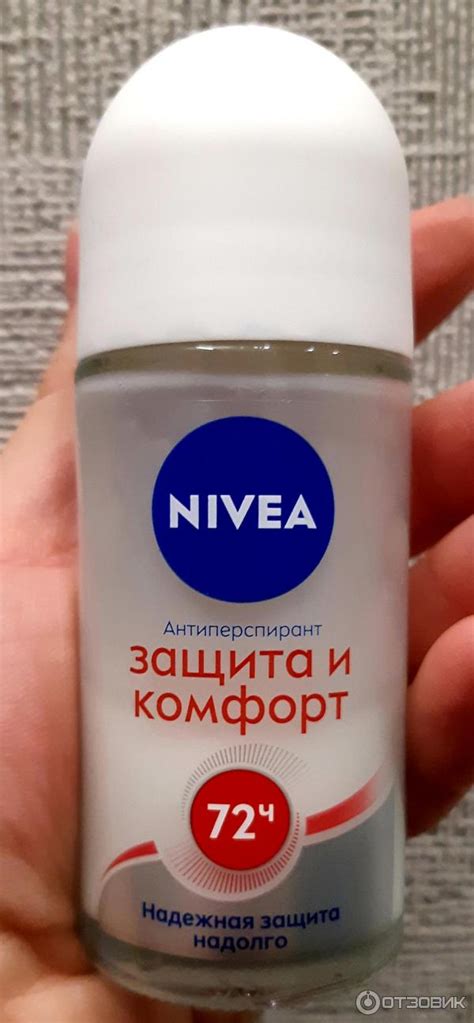 NIVEA
Антиперспирант
защита и
комфорт
72ч
Надежная защита
надолго
ОТЗОВИК